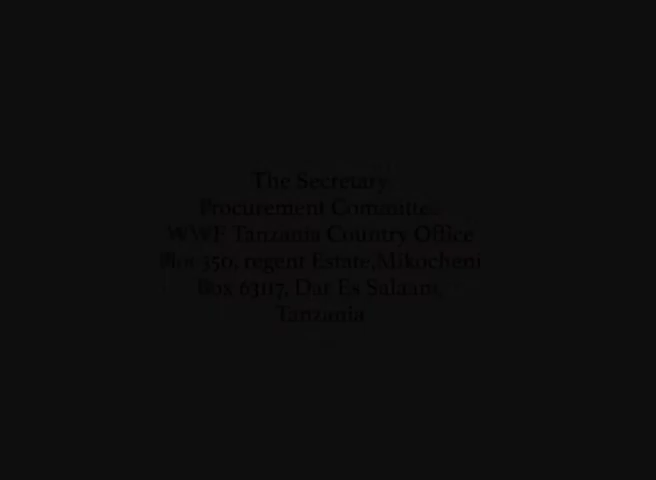 The Secretary
Procurement Committee
WWF Tanzania Country Office
Plot 350, regent Estate,Mikocheni
Box 63117, Dar Es Salaam,
Tanzania